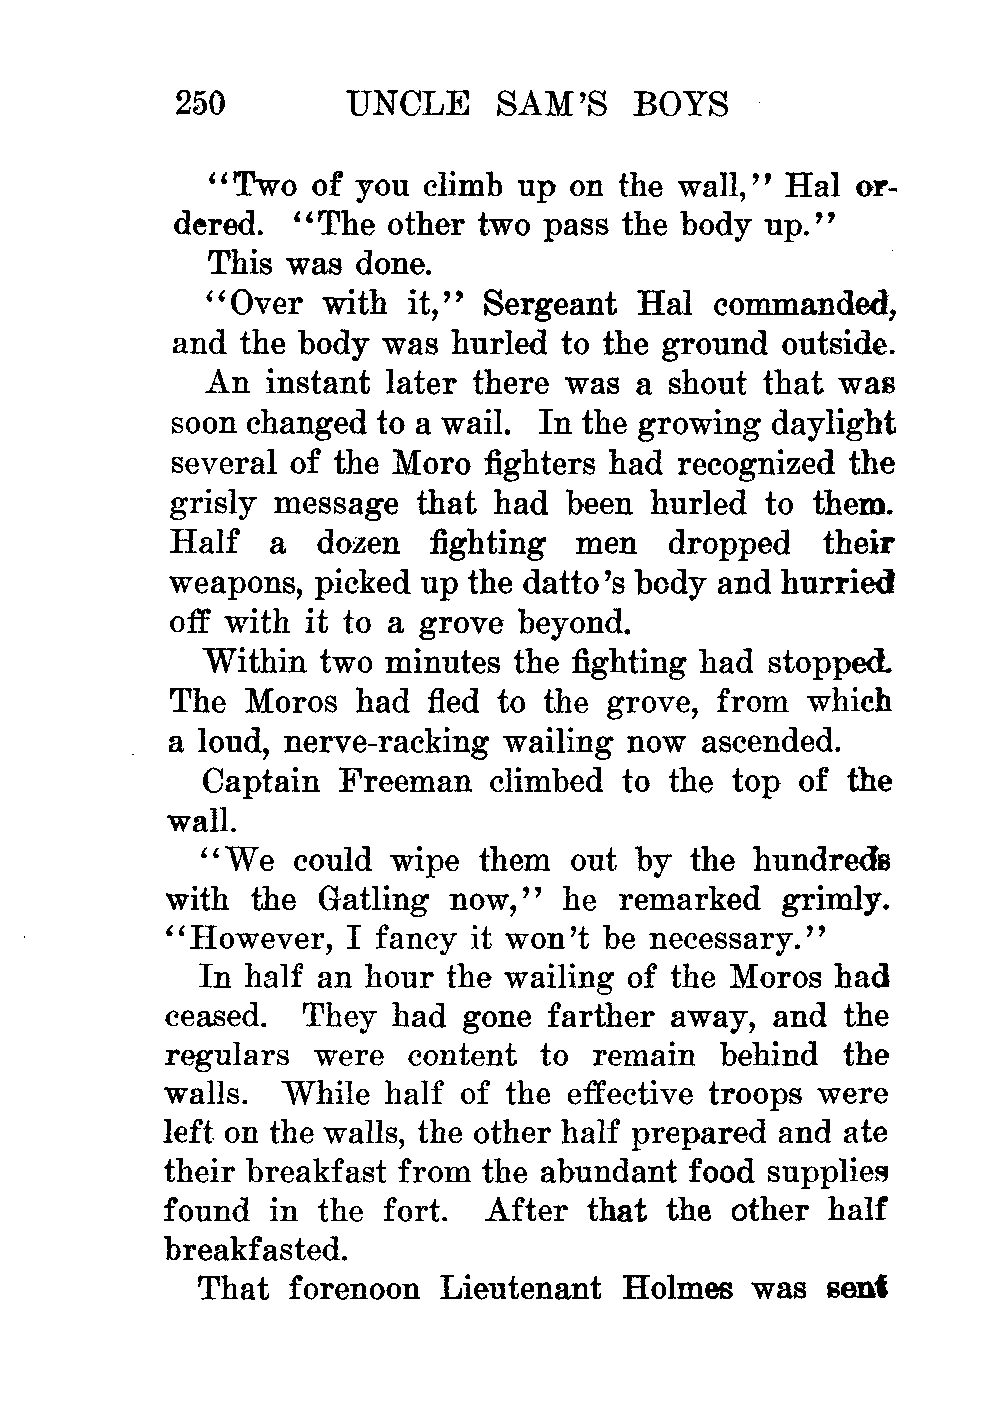 250 UNCLE SAM'S BOYS
"Two of you climb up on the wall," Hal or-
dered. "The other two pass the body up."
This was done.
"Over with it," Sergeant Hal commanded,
and the body was hurled to the ground outside.
An instant later there was a shout that was
soon changed to a wail. In the growing daylight
several of the Moro fighters had recognized the
grisly message that had been hurled to them.
Half a dozen fighting men dropped their
weapons, picked up the datto's body and hurried
off with it to a grove beyond.
Within two minutes the fighting had stopped.
The Moros had fled to the grove, from which
a loud, nerve-racking wailing now ascended.
Captain Freeman climbed to the top of the
wall.
"We could wipe them out by the hundreds
with the Gatling now," he remarked grimly.
"However, I fancy it won't be necessary."
In half an hour the wailing of the Moros had
ceased. They had gone farther away, and the
regulars were content to remain behind the
walls. While half of the effective troops were
left on the walls, the other half prepared and ate
their breakfast from the abundant food supplies
found in the fort. After that the other half
breakfasted.
That forenoon Lieutenant Holmes was sent